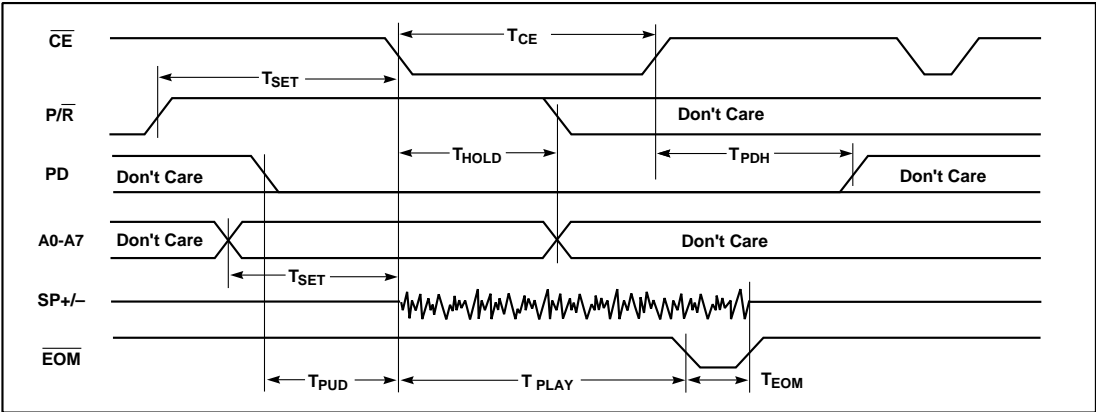 CE TCE
TSET
P/R Don't Care
THOLD TPDH
PD Don't Care Don't Care
A0-A7 Don't Care Don't Care
TSET
SP+/–
EOM
TPUD T PLAY TEOM